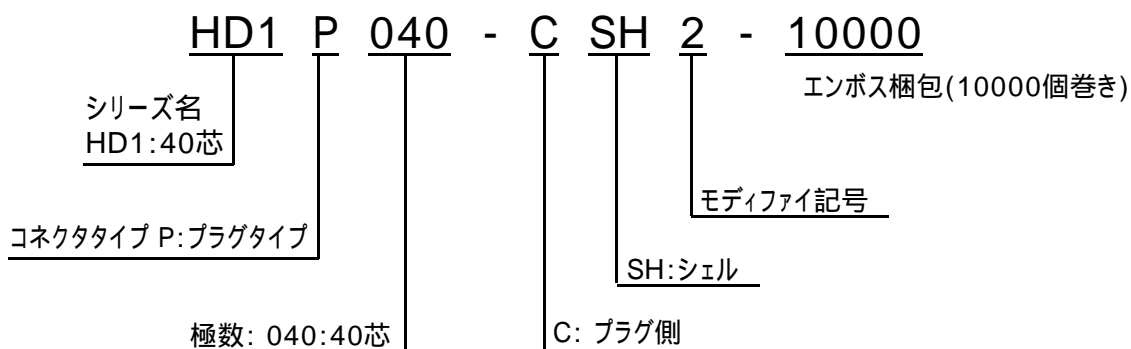 HD1 P 040 - C SH 2 - 10000
エンボス梱包(10000個巻き)
シリーズ名
HD1:40芯
モディファイ記号
コネクタタイプ P:プラグタイプ
SH:シェル
極数: 040:40芯
C: プラグ側